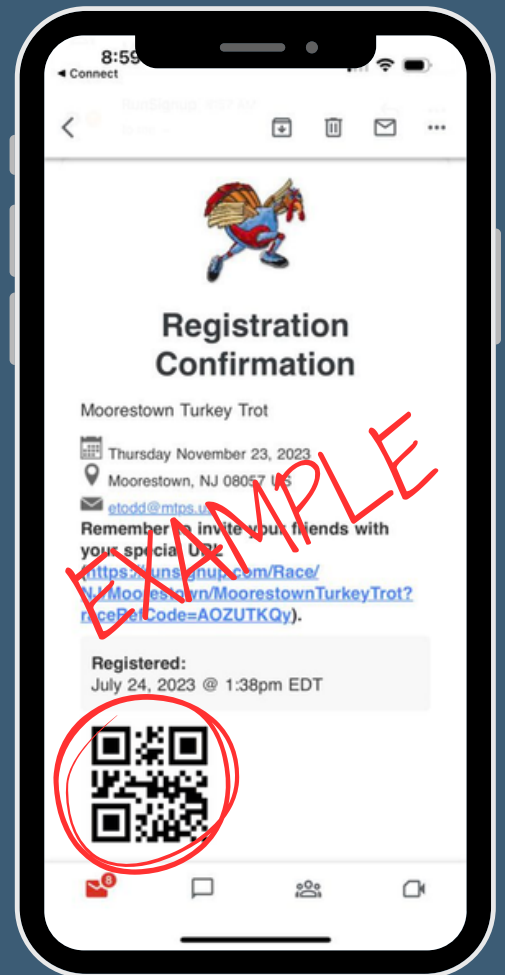 8:59
◄ Connect
Registration
Confirmation
Moorestown Turkey Trot
Thursday November 23, 2023
Moorestown, NJ 08057 US
etodd@mtps.u
Remember to invite your friends with
your special URL
(https://runsignup.com/Race/
NJ/Moorestown/MoorestownTurkeyTrot?
raceRefCode=AOZUTKQy).
EXAMPLE
Registered:
July 24, 2023 @ 1:38pm EDT
8